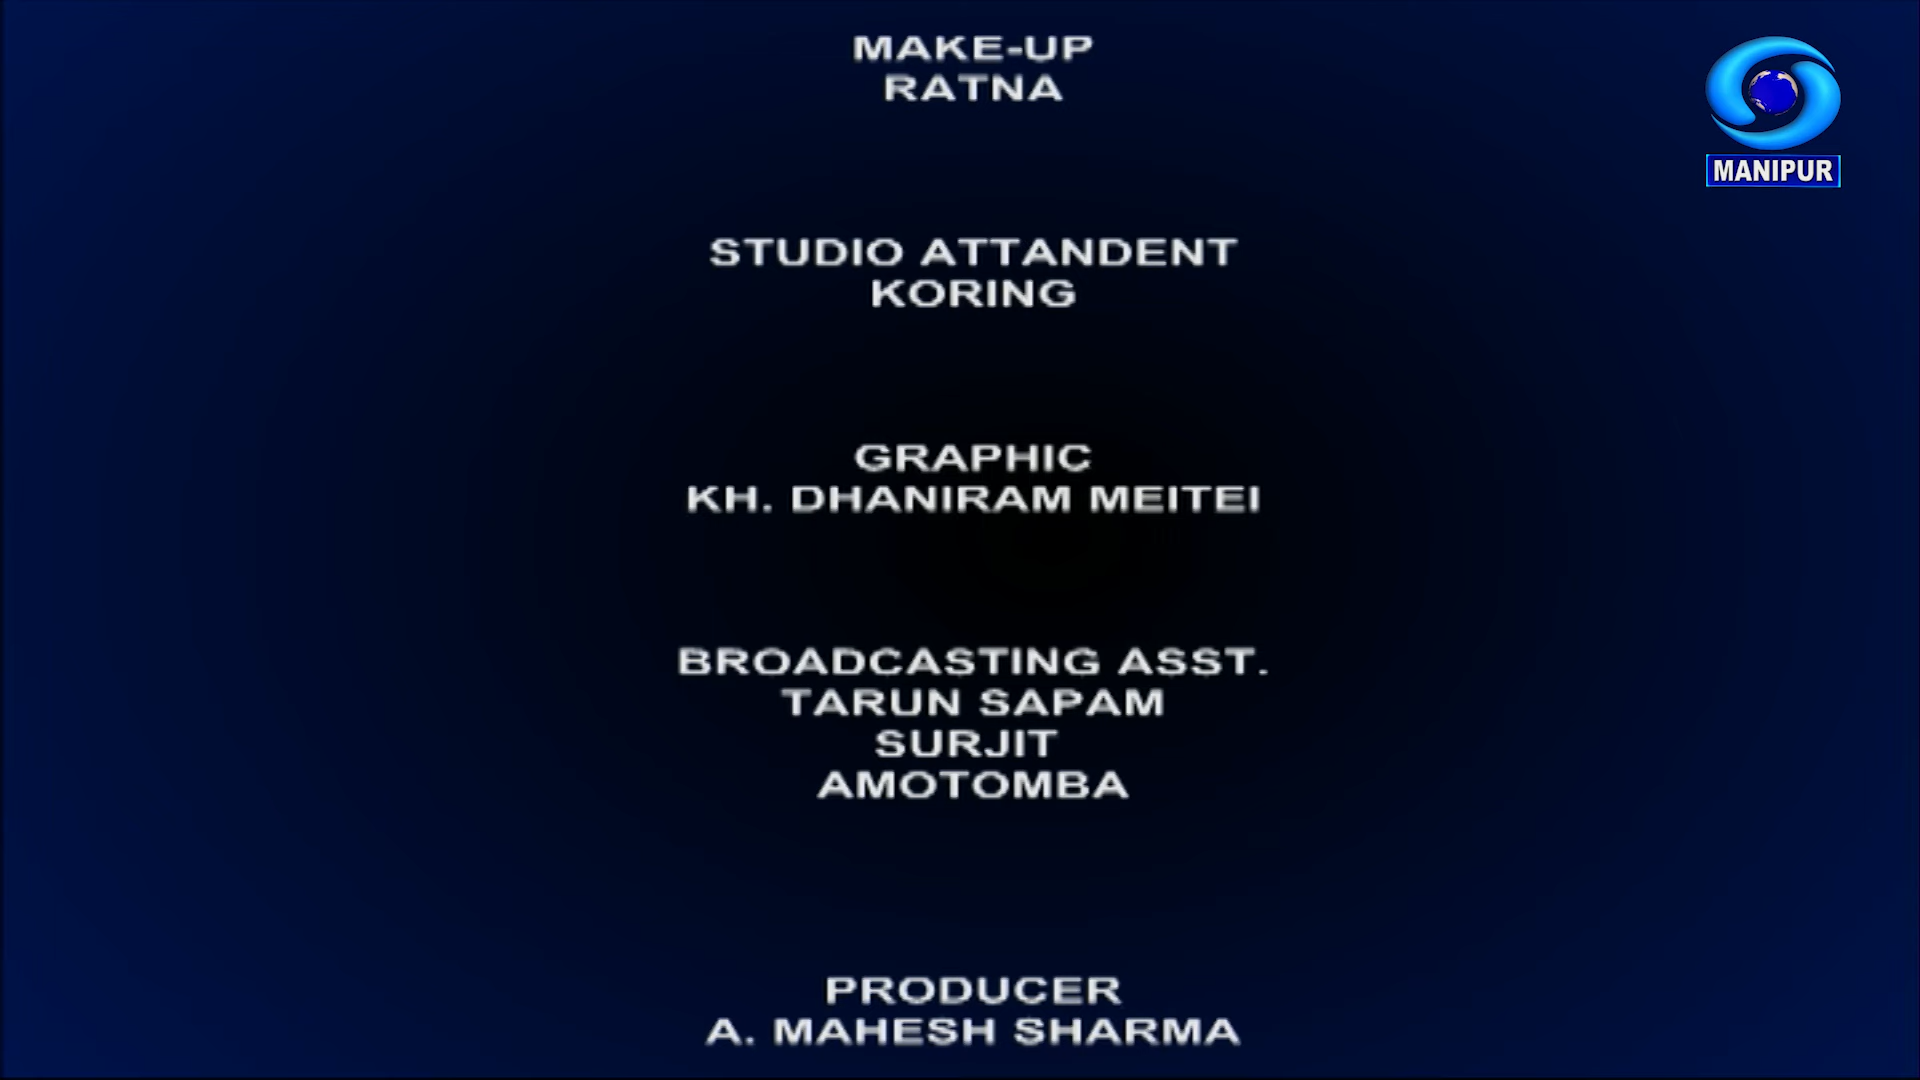 MAKE-UP
RATNA
MANIPUR
STUDIO ATTANDENT
KORING
GRAPHIC
KH. DHANIRAM MEITEI
BROADCASTING ASST.
TARUN SAPAM
SURJIT
AMOTOMBA
PRODUCER
A. MAHESH SHARMA